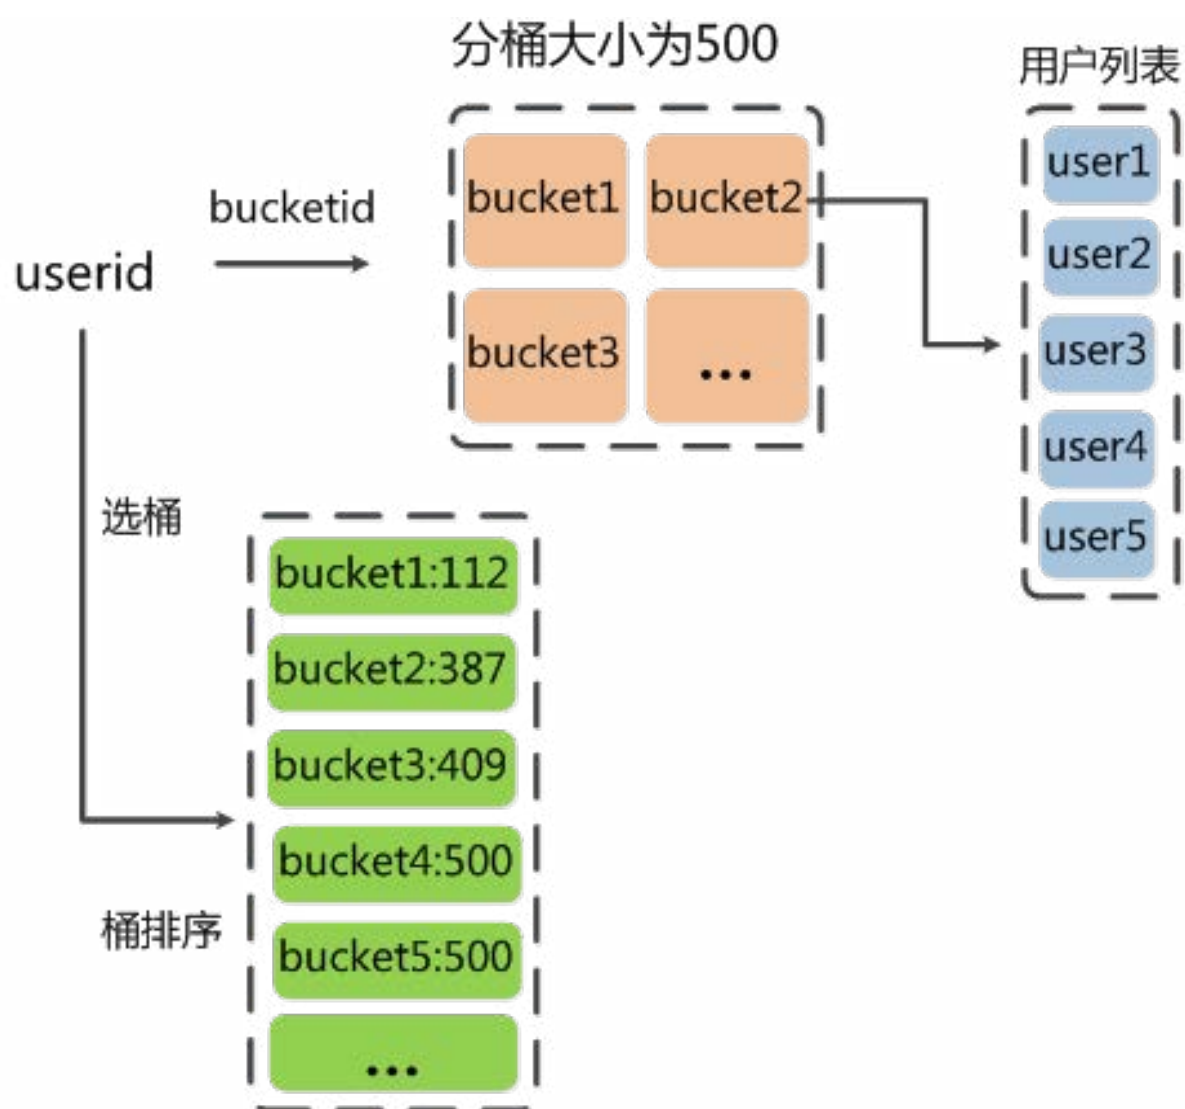 分桶大小为500
用户列表
bucketid
userid
bucket1
bucket2
bucket3
...
user1
user2
user3
user4
user5
选桶
桶排序
bucket1:112
bucket2:387
bucket3:409
bucket4:500
bucket5:500
...